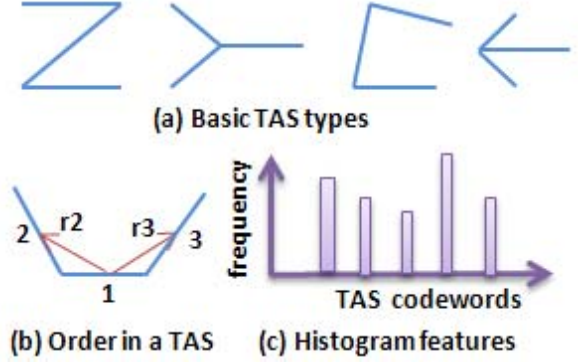 (a) Basic TAS types
2
r2
r3
3
1
frequency
TAS codewords
(b) Order in a TAS
(c) Histogram features